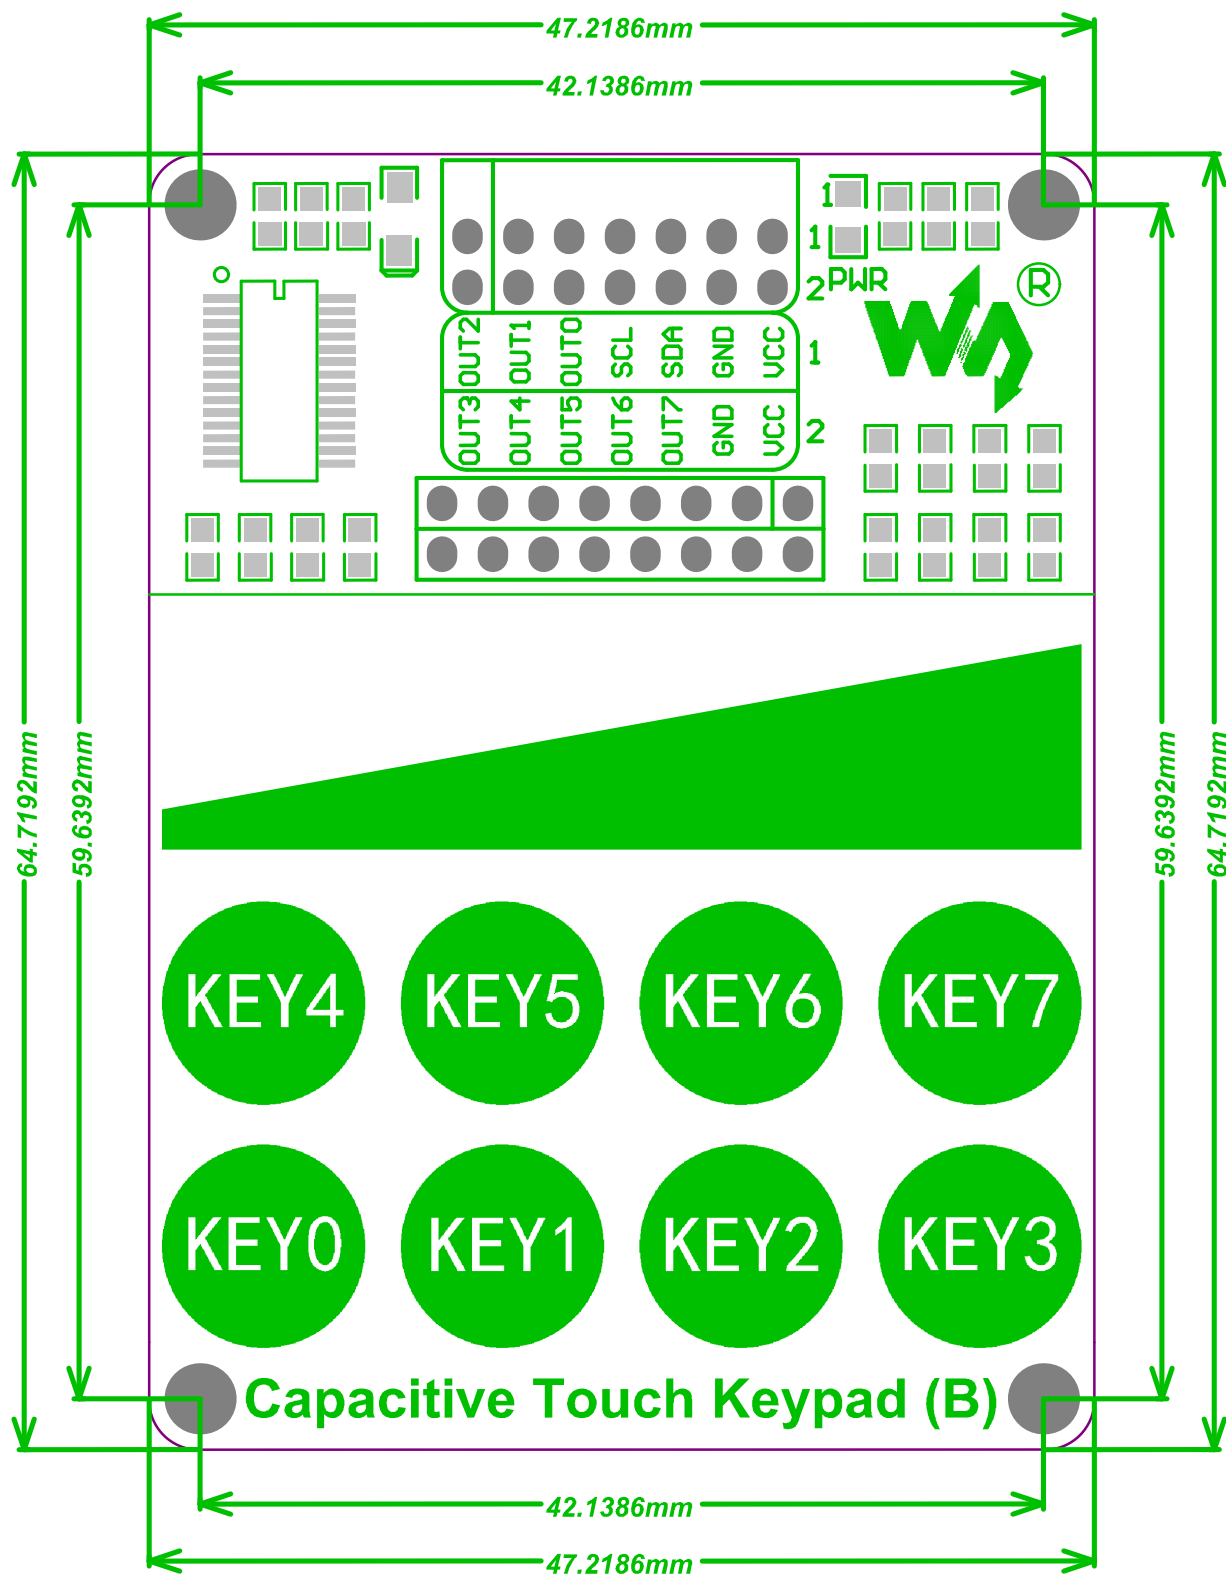 47.2186mm
42.1386mm
1
1
2
PWR
®
OUT2 OUT1 OUT0 SCL SDA GND VCC 1
OUT3 OUT4 OUT5 OUT6 OUT7 GND VCC 2
64.7192mm
59.6392mm
59.6392mm
64.7192mm
KEY4 KEY5 KEY6 KEY7
KEY0 KEY1 KEY2 KEY3
Capacitive Touch Keypad (B)
42.1386mm
47.2186mm